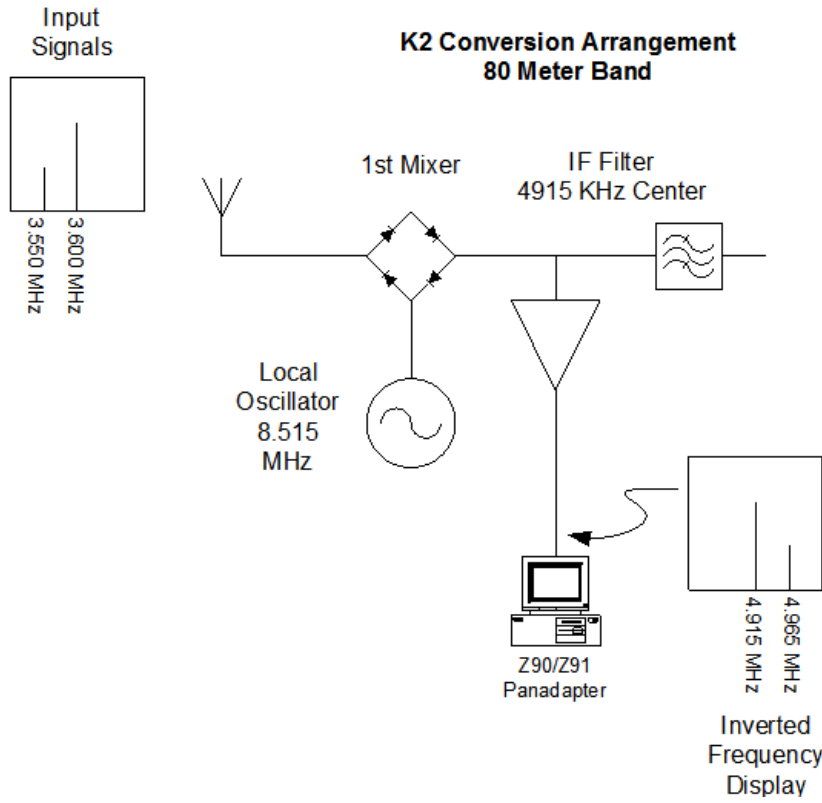 Input
Signals
K2 Conversion Arrangement
80 Meter Band
3.550 MHz
3.600 MHz
1st Mixer
IF Filter
4915 KHz Center
Local
Oscillator
8.515
MHz
Z90/Z91
Panadapter
4.915 MHz
4.965 MHz
Inverted
Frequency
Display